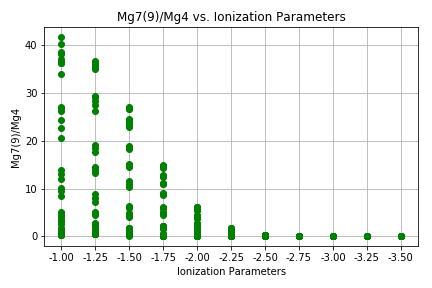 Mg7(9)/Mg4 vs. Ionization Parameters
Mg7(9)/Mg4
40
30
20
10
0
-1.00 -1.25 -1.50 -1.75 -2.00 -2.25 -2.50 -2.75 -3.00 -3.25 -3.50
Ionization Parameters